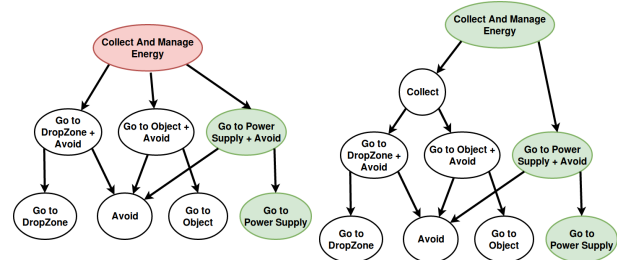 Collect And Manage
Energy
Go to
DropZone +
Avoid
Go to Object +
Avoid
Go to Power
Supply + Avoid
Go to
DropZone
Avoid
Go to
Object
Go to
Power Supply
Collect And Manage
Energy
Collect
Go to
DropZone +
Avoid
Go to Object +
Avoid
Go to Power
Supply + Avoid
Go to
DropZone
Avoid
Go to
Object
Go to
Power Supply